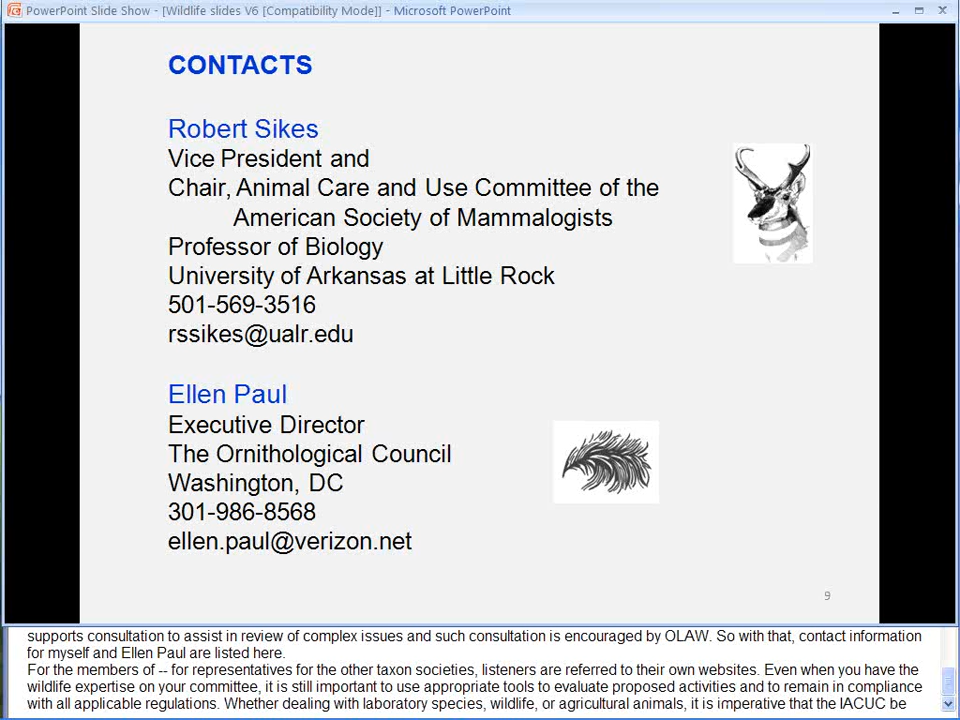 PowerPoint Slide Show - [Wildlife slides V6 [Compatibility Mode]] - Microsoft PowerPoint
CONTACTS
Robert Sikes
Vice President and
Chair, Animal Care and Use Committee of the
American Society of Mammalogists
Professor of Biology
University of Arkansas at Little Rock
501-569-3516
rssikes@ualr.edu
Ellen Paul
Executive Director
The Ornithological Council
Washington, DC
301-986-8568
ellen.paul@verizon.net
9
supports consultation to assist in review of complex issues and such consultation is encouraged by OLAW. So with that, contact information
for myself and Ellen Paul are listed here.
For the members of -- for representatives for the other taxon societies, listeners are referred to their own websites. Even when you have the
wildlife expertise on your committee, it is still important to use appropriate tools to evaluate proposed activities and to remain in compliance
with all applicable regulations. Whether dealing with laboratory species, wildlife, or agricultural animals, it is imperative that the IACUC be